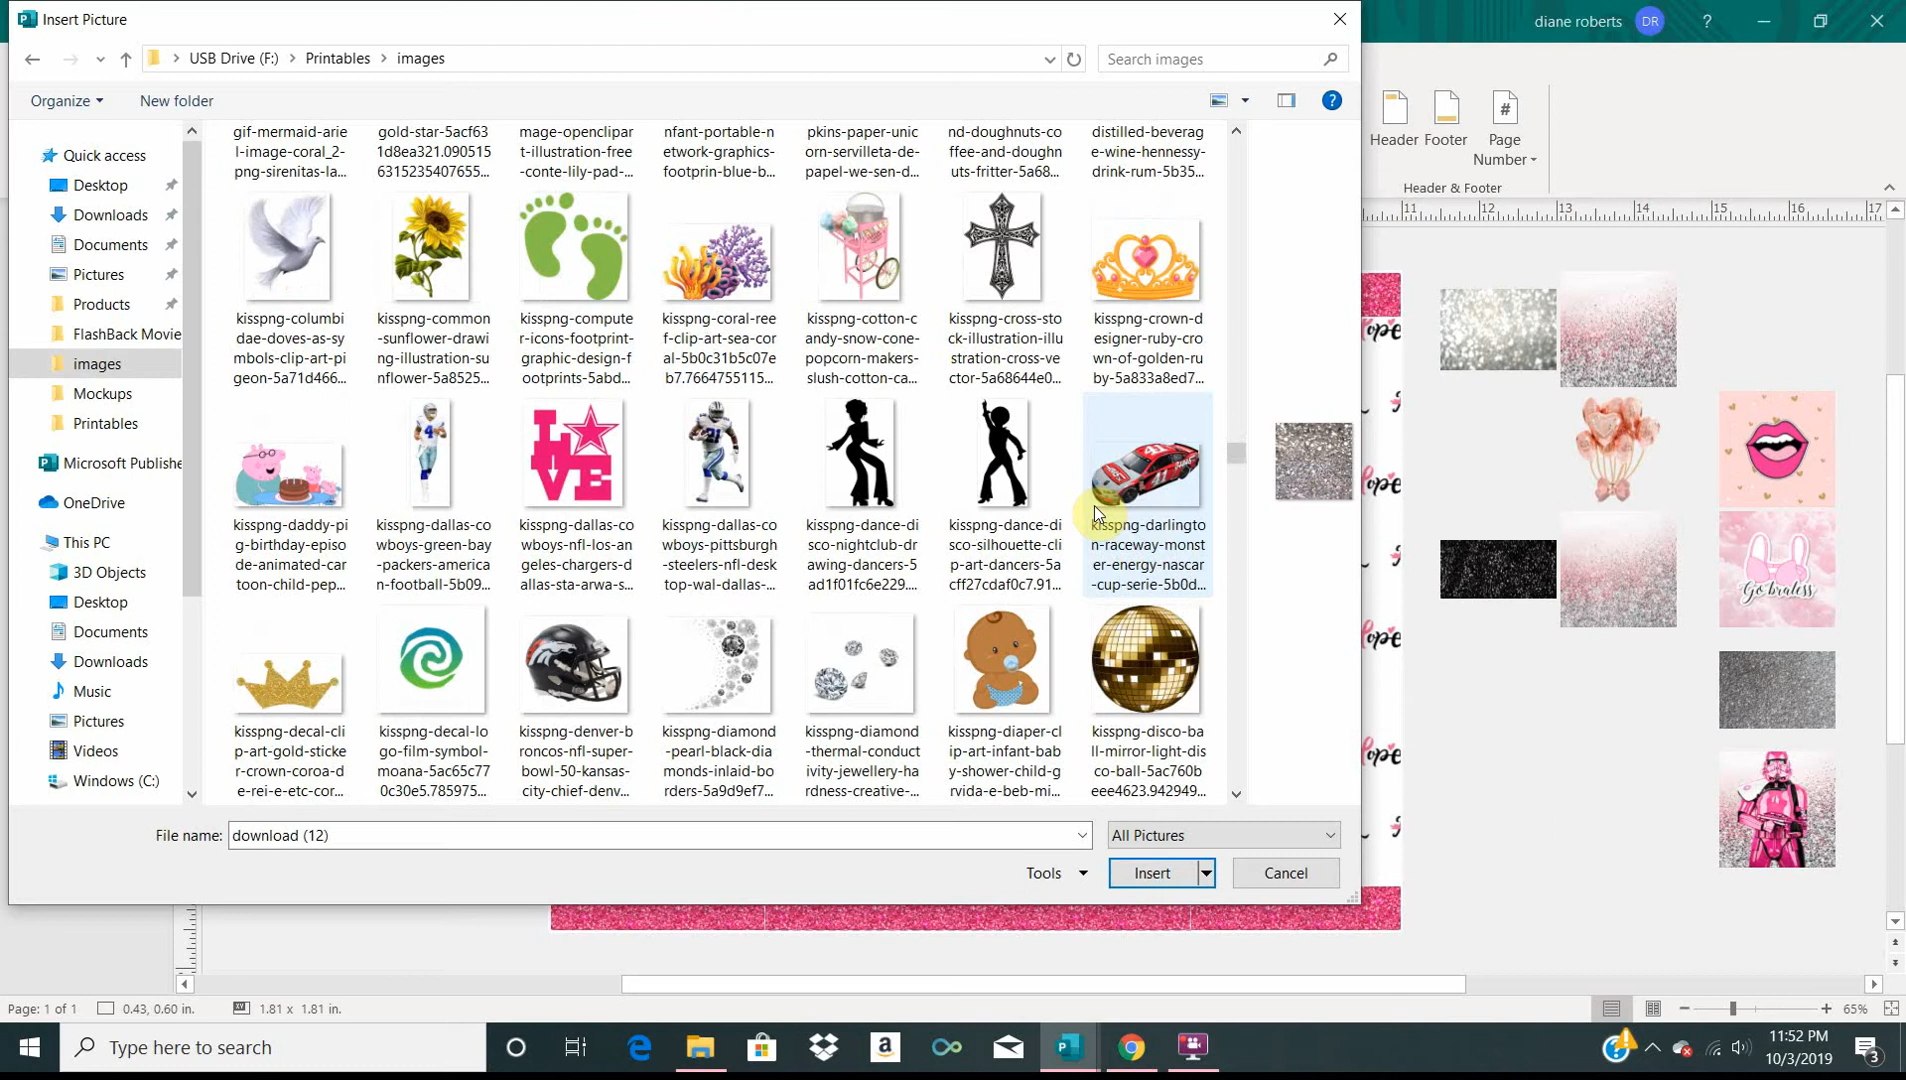 Insert Picture
diane roberts DR ?
USB Drive (F:) > Printables > images
Search images
Organize
New folder
?
Header
Footer
Page
Number
Header & Footer
11 12 13 14 15 16 17
Quick access
Desktop
Downloads
Documents
Pictures
Products
FlashBack Movie
images
Mockups
Printables
Microsoft Publishe
OneDrive
This PC
3D Objects
Desktop
Documents
Downloads
Music
Pictures
Videos
Windows (C:)
gif-mermaid-arie
l-image-coral_2-
png-sirenitas-la...
gold-star-5acf63
1d8ea321.090515
6315235407655...
mage-openclipar
t-illustration-free
-conte-lily-pad-...
nfant-portable-n
etwork-graphics-
footprin-blue-b...
pkins-paper-unic
orn-servilleta-de-
papel-we-sen-d...
nd-doughnuts-co
ffee-and-doughn
uts-fritter-5a68...
distilled-beverag
e-wine-hennessy-
drink-rum-5b35...
kisspng-columbi
dae-doves-as-sy
mbols-clip-art-pi
geon-5a71d466...
kisspng-common
-sunflower-drawi
ng-illustration-su
nflower-5a8525...
kisspng-compute
r-icons-footprint-
graphic-design-f
ootprints-5abd...
kisspng-coral-ree
f-clip-art-sea-cor
al-5b0c31b5c07e
b7.7664755115...
kisspng-cotton-c
andy-snow-cone-
popcorn-makers-
slush-cotton-ca...
kisspng-cross-sto
ck-illustration-illu
stration-cross-ve
ctor-5a68644e0...
kisspng-crown-d
esigner-ruby-cro
wn-of-golden-ru
by-5a833a8ed7...
LOVE
kisspng-daddy-pi
g-birthday-episo
de-animated-car
toon-child-pep...
kisspng-dallas-co
wboys-green-bay
-packers-america
n-football-5b09...
kisspng-dallas-co
wboys-nfl-los-an
geles-chargers-d
allas-sta-arwa-s...
kisspng-dallas-co
wboys-pittsburgh
-steelers-nfl-desk
top-wal-dallas-...
kisspng-dance-di
sco-nightclub-dr
awing-dancers-5
ad1f01fc6e229...
kisspng-dance-di
sco-silhouette-cli
p-art-dancers-5a
cff27cdaf0c7.91...
kisspng-darlingto
n-raceway-monst
er-energy-nascar
-cup-serie-5b0d...
kisspng-decal-cli
p-art-gold-sticke
r-crown-coroa-d
e-rei-e-etc-cor...
kisspng-decal-lo
go-film-symbol-
moana-5ac65c77
0c30e5.785975...
kisspng-denver-b
roncos-nfl-super-
bowl-50-kansas-
city-chief-denv...
kisspng-diamond
-pearl-black-dia
monds-inlaid-bo
rders-5a9d9ef7...
kisspng-diamond
-thermal-conduct
ivity-jewellery-ha
rdness-creative-...
kisspng-diaper-cl
ip-art-infant-bab
y-shower-child-g
rvida-e-beb-mi...
kisspng-disco-ba
ll-mirror-light-dis
co-ball-5ac760b
eee4623.942949...
Go braless
File name: download (12)
All Pictures
Tools
Insert
Cancel
Page: 1 of 1
0.43, 0.60 in.
1.81 x 1.81 in.
65%
Type here to search
11:52 PM
10/3/2019
3